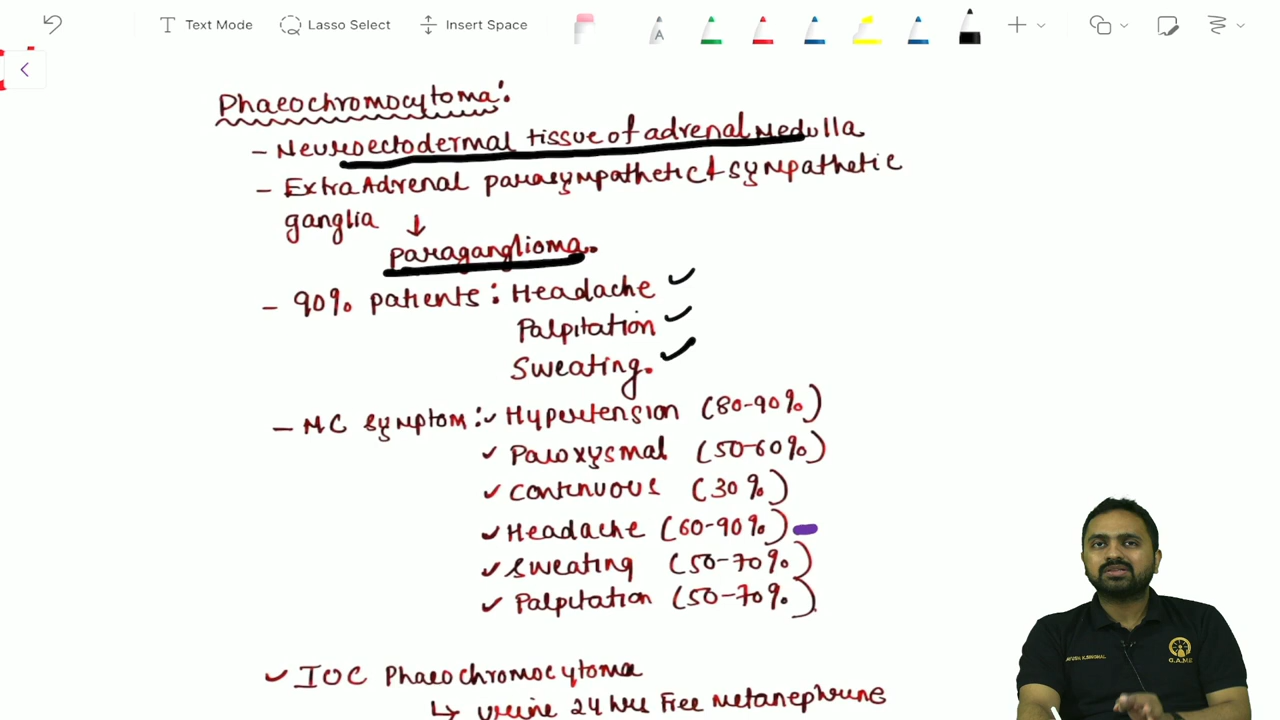 Text Mode
Lasso Select
Insert Space
Phaeochromocytoma:
- Neuroectodermal tissue of adrenal Medulla
- Extra Adrenal parasympathetic & sympathetic
ganglia ↓
paraganglioma.
- 90% patients : Headache ✓
Palpitation ✓
Sweating. ✓
- MC symptom : ✓ Hypertension (80-90%)
✓ Paroxysmal (50-60%)
✓ Continuous (30%)
✓ Headache (60-90%)
✓ Sweating (50-70%)
✓ Palpitation (50-70%)
✓ IOC Phaeochromocytoma
↳ urine 24 hrs Free Metanephrine
G.A.M.S